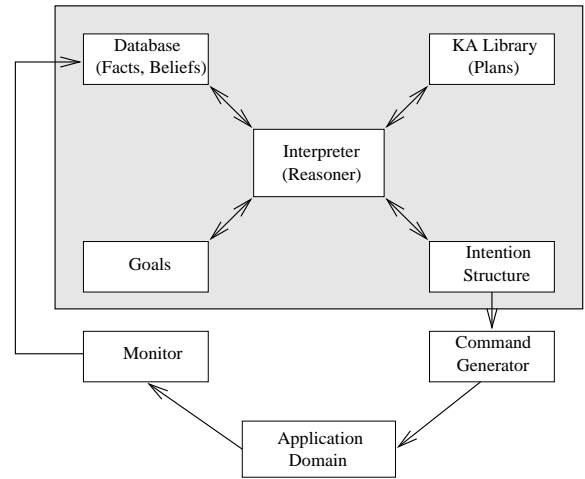 Database
(Facts, Beliefs)
KA Library
(Plans)
Interpreter
(Reasoner)
Goals
Intention
Structure
Monitor
Command
Generator
Application
Domain